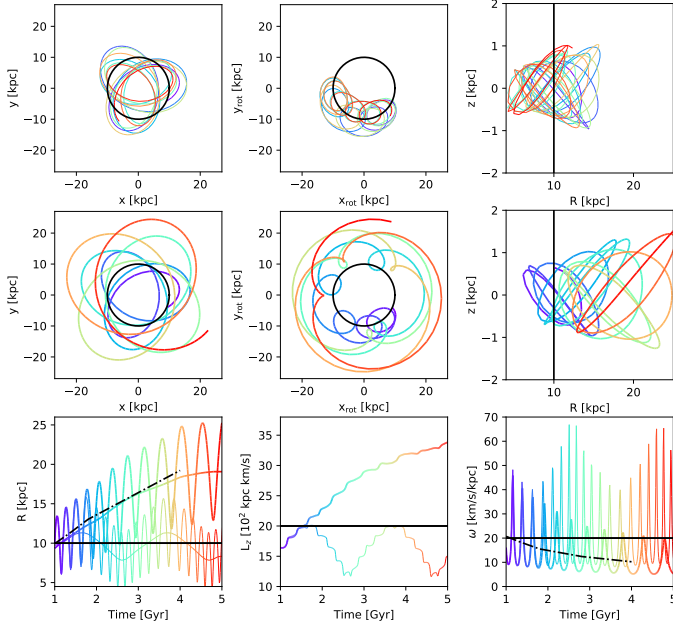 20
10
0
−10
−20
y [kpc]
−20 0 20
x [kpc]
20
10
0
−10
−20
y_rot [kpc]
−20 0 20
x_rot [kpc]
2
1
0
−1
−2
z [kpc]
10 20
R [kpc]
20
10
0
−10
−20
y [kpc]
−20 0 20
x [kpc]
20
10
0
−10
−20
y_rot [kpc]
−20 0 20
x_rot [kpc]
2
1
0
−1
−2
z [kpc]
10 20
R [kpc]
25
20
15
10
5
R [kpc]
1 2 3 4 5
Time [Gyr]
35
30
25
20
15
10
L_z [10² kpc km/s]
1 2 3 4 5
Time [Gyr]
70
60
50
40
30
20
10
0
ω [km/s/kpc]
1 2 3 4 5
Time [Gyr]